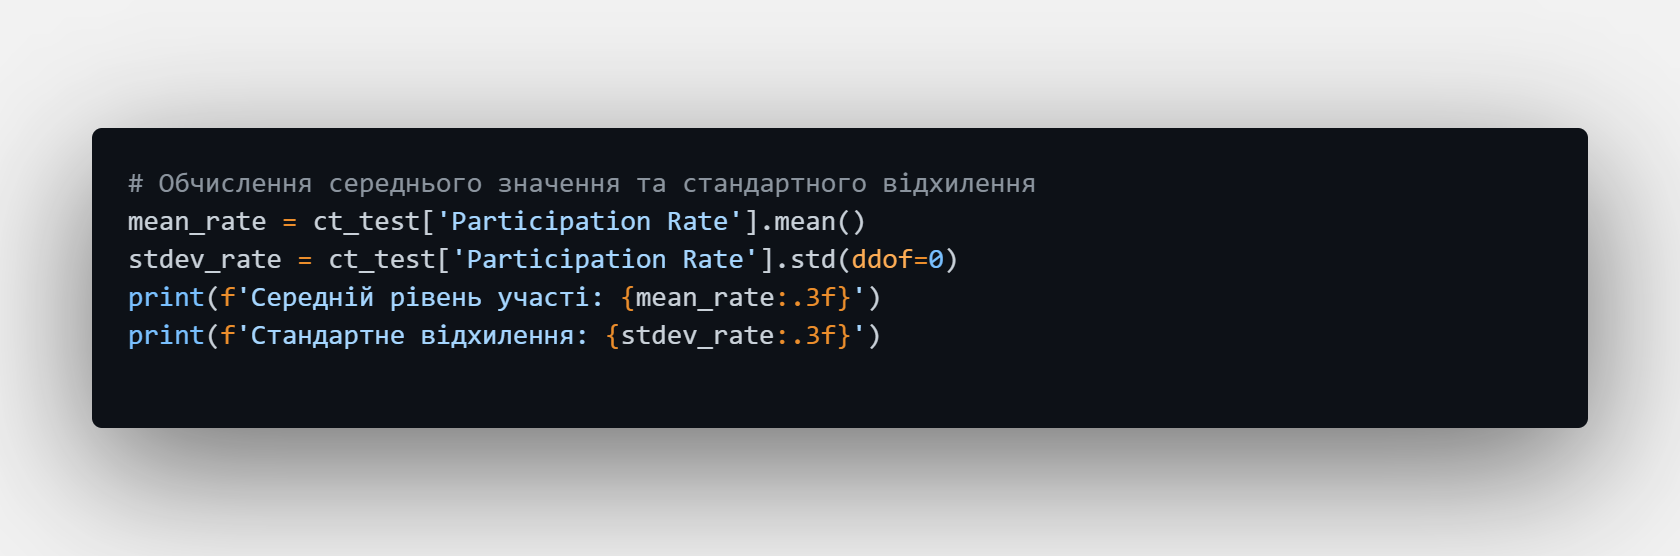 # Обчислення середнього значення та стандартного відхилення
mean_rate = ct_test['Participation Rate'].mean()
stdev_rate = ct_test['Participation Rate'].std(ddof=0)
print(f'Середній рівень участі: {mean_rate:.3f}')
print(f'Стандартне відхилення: {stdev_rate:.3f}')